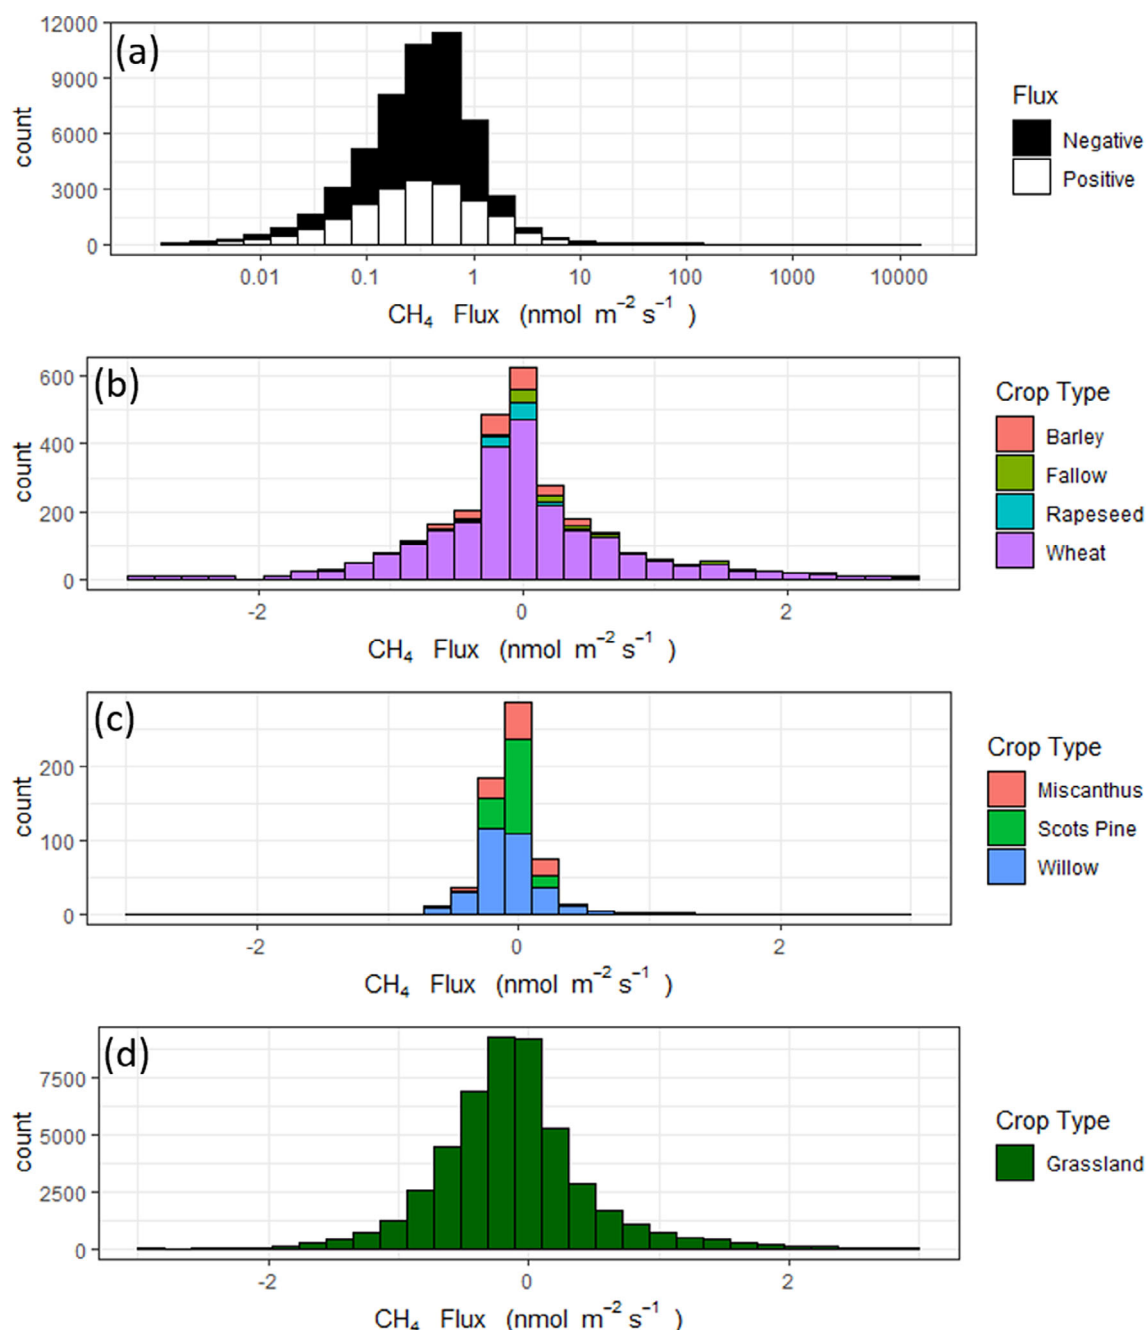 (a)
12000
9000
6000
3000
0
count
0.01 0.1 1 10 100 1000 10000
CH₄ Flux (nmol m⁻² s⁻¹ )
Flux
Negative
Positive
(b)
600
400
200
0
count
-2 0 2
CH₄ Flux (nmol m⁻² s⁻¹ )
Crop Type
Barley
Fallow
Rapeseed
Wheat
(c)
200
100
0
count
-2 0 2
CH₄ Flux (nmol m⁻² s⁻¹ )
Crop Type
Miscanthus
Scots Pine
Willow
(d)
7500
5000
2500
0
count
-2 0 2
CH₄ Flux (nmol m⁻² s⁻¹ )
Crop Type
Grassland